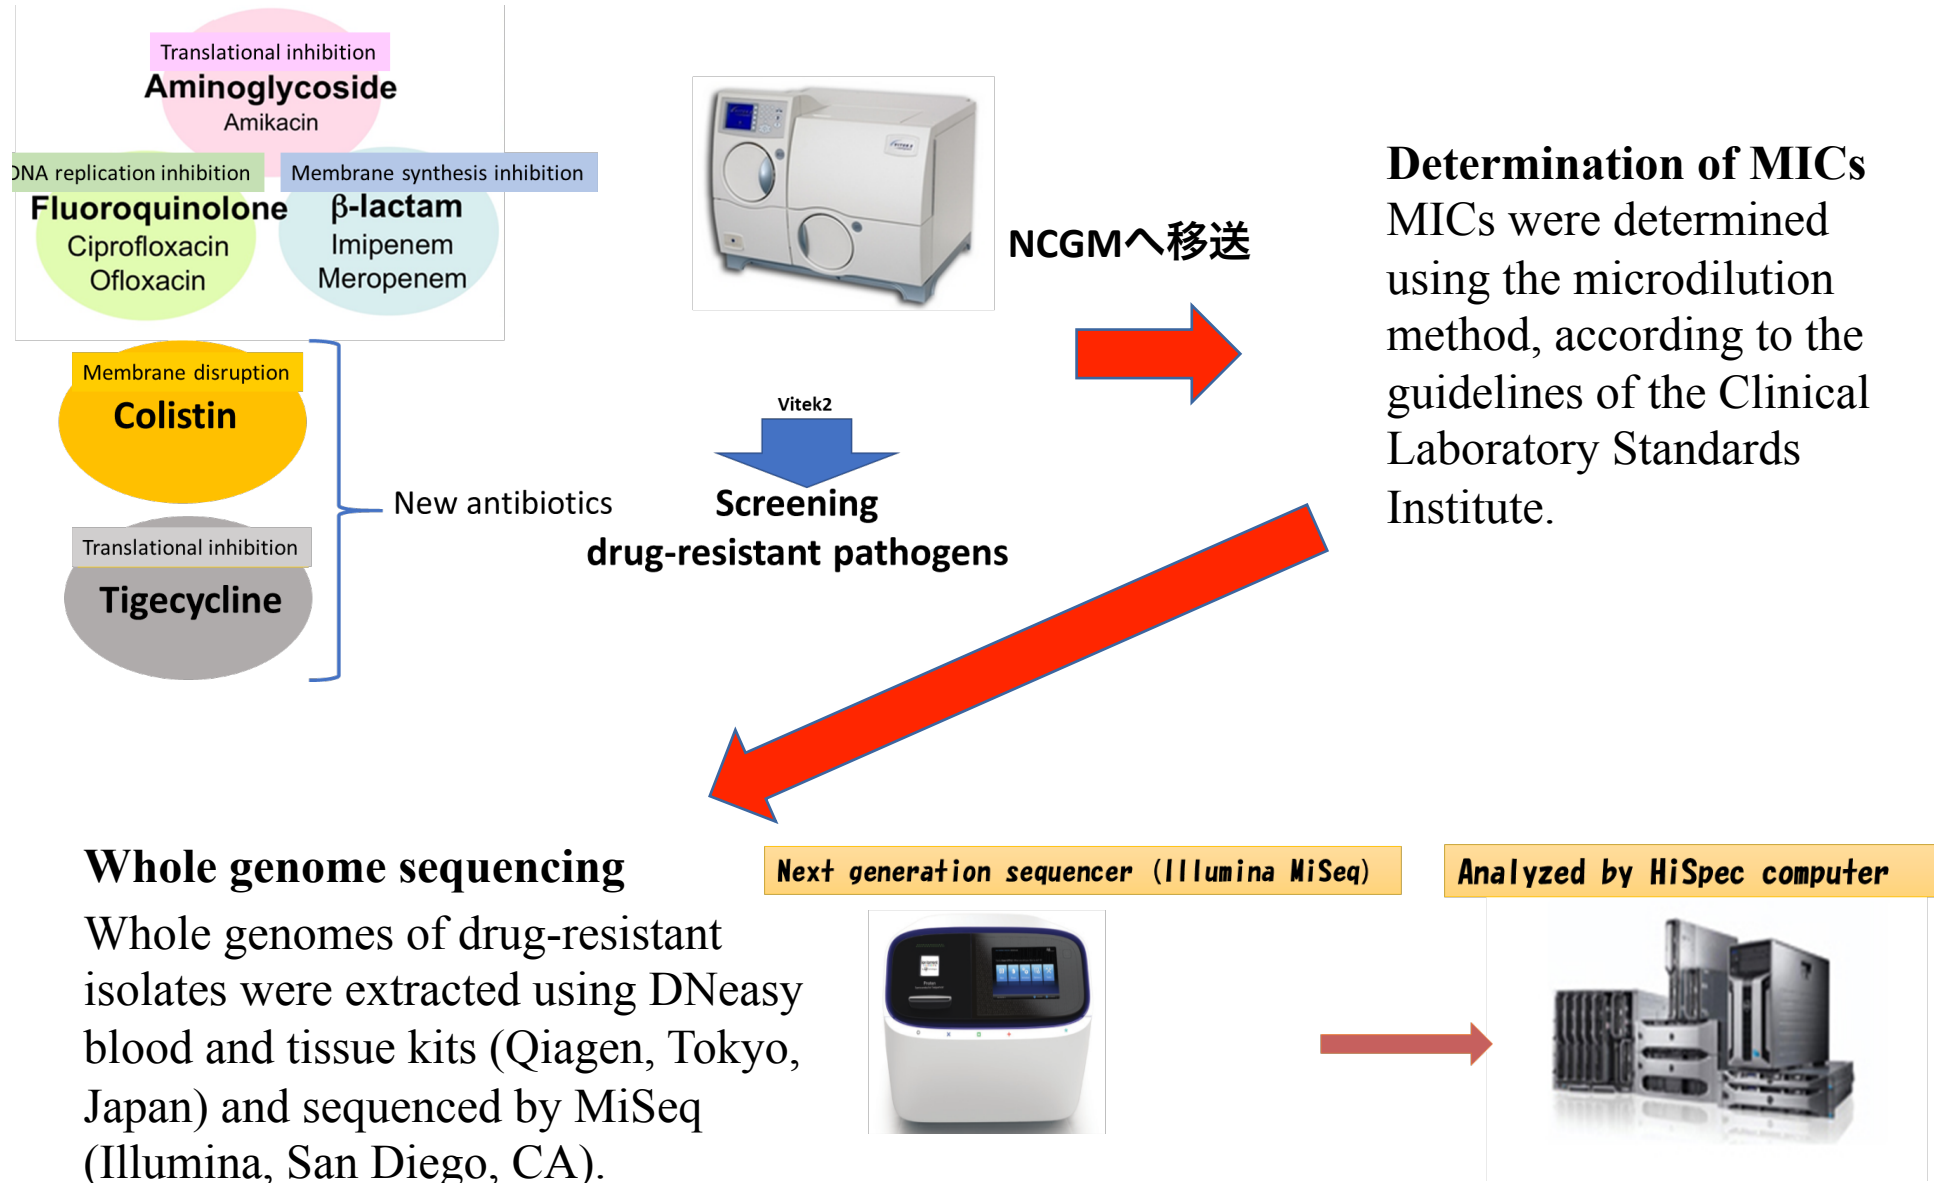 Translational inhibition
Aminoglycoside
Amikacin
DNA replication inhibition
Membrane synthesis inhibition
Fluoroquinolone
Ciprofloxacin
Ofloxacin
β-lactam
Imipenem
Meropenem
Membrane disruption
Colistin
Translational inhibition
Tigecycline
New antibiotics
Vitek2
Screening
drug-resistant pathogens
NCGMへ移送
Determination of MICs
MICs were determined
using the microdilution
method, according to the
guidelines of the Clinical
Laboratory Standards
Institute.
Whole genome sequencing
Whole genomes of drug-resistant
isolates were extracted using DNeasy
blood and tissue kits (Qiagen, Tokyo,
Japan) and sequenced by MiSeq
(Illumina, San Diego, CA).
Next generation sequencer (Illumina MiSeq)
Analyzed by HiSpec computer